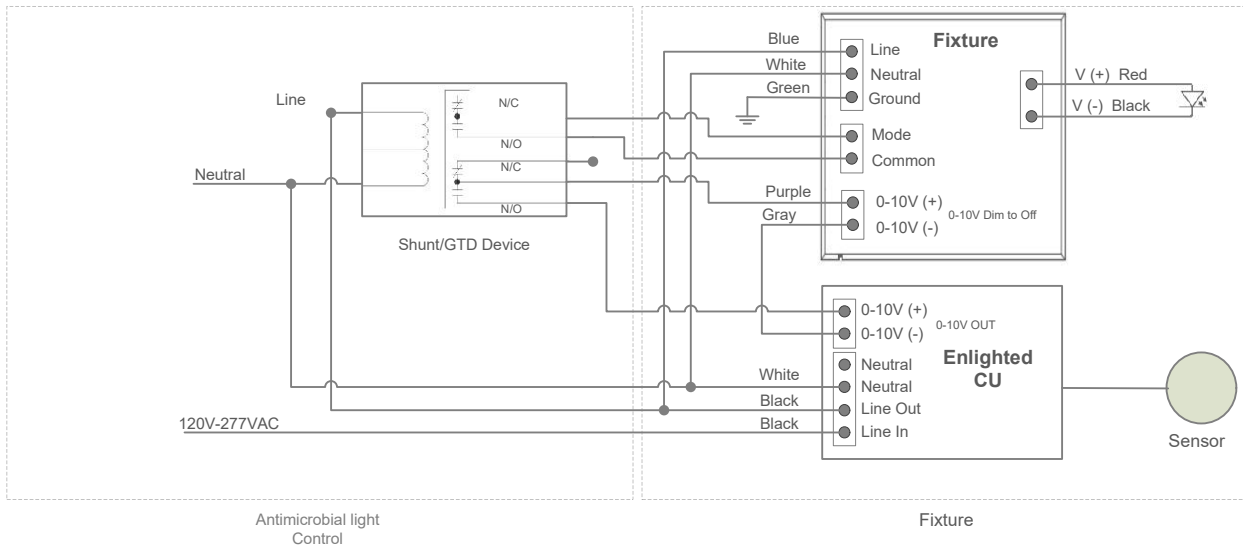 Line
Neutral
N/C
N/O
N/C
N/O
Shunt/GTD Device
120V-277VAC
Antimicrobial light
Control
Blue
White
Green
Fixture
Line
Neutral
Ground
Mode
Common
Purple
Gray
0-10V (+)
0-10V (-)
0-10V Dim to Off
V (+) Red
V (-) Black
0-10V (+)
0-10V (-)
0-10V OUT
Enlighted
CU
White
Black
Black
Neutral
Neutral
Line Out
Line In
Sensor
Fixture